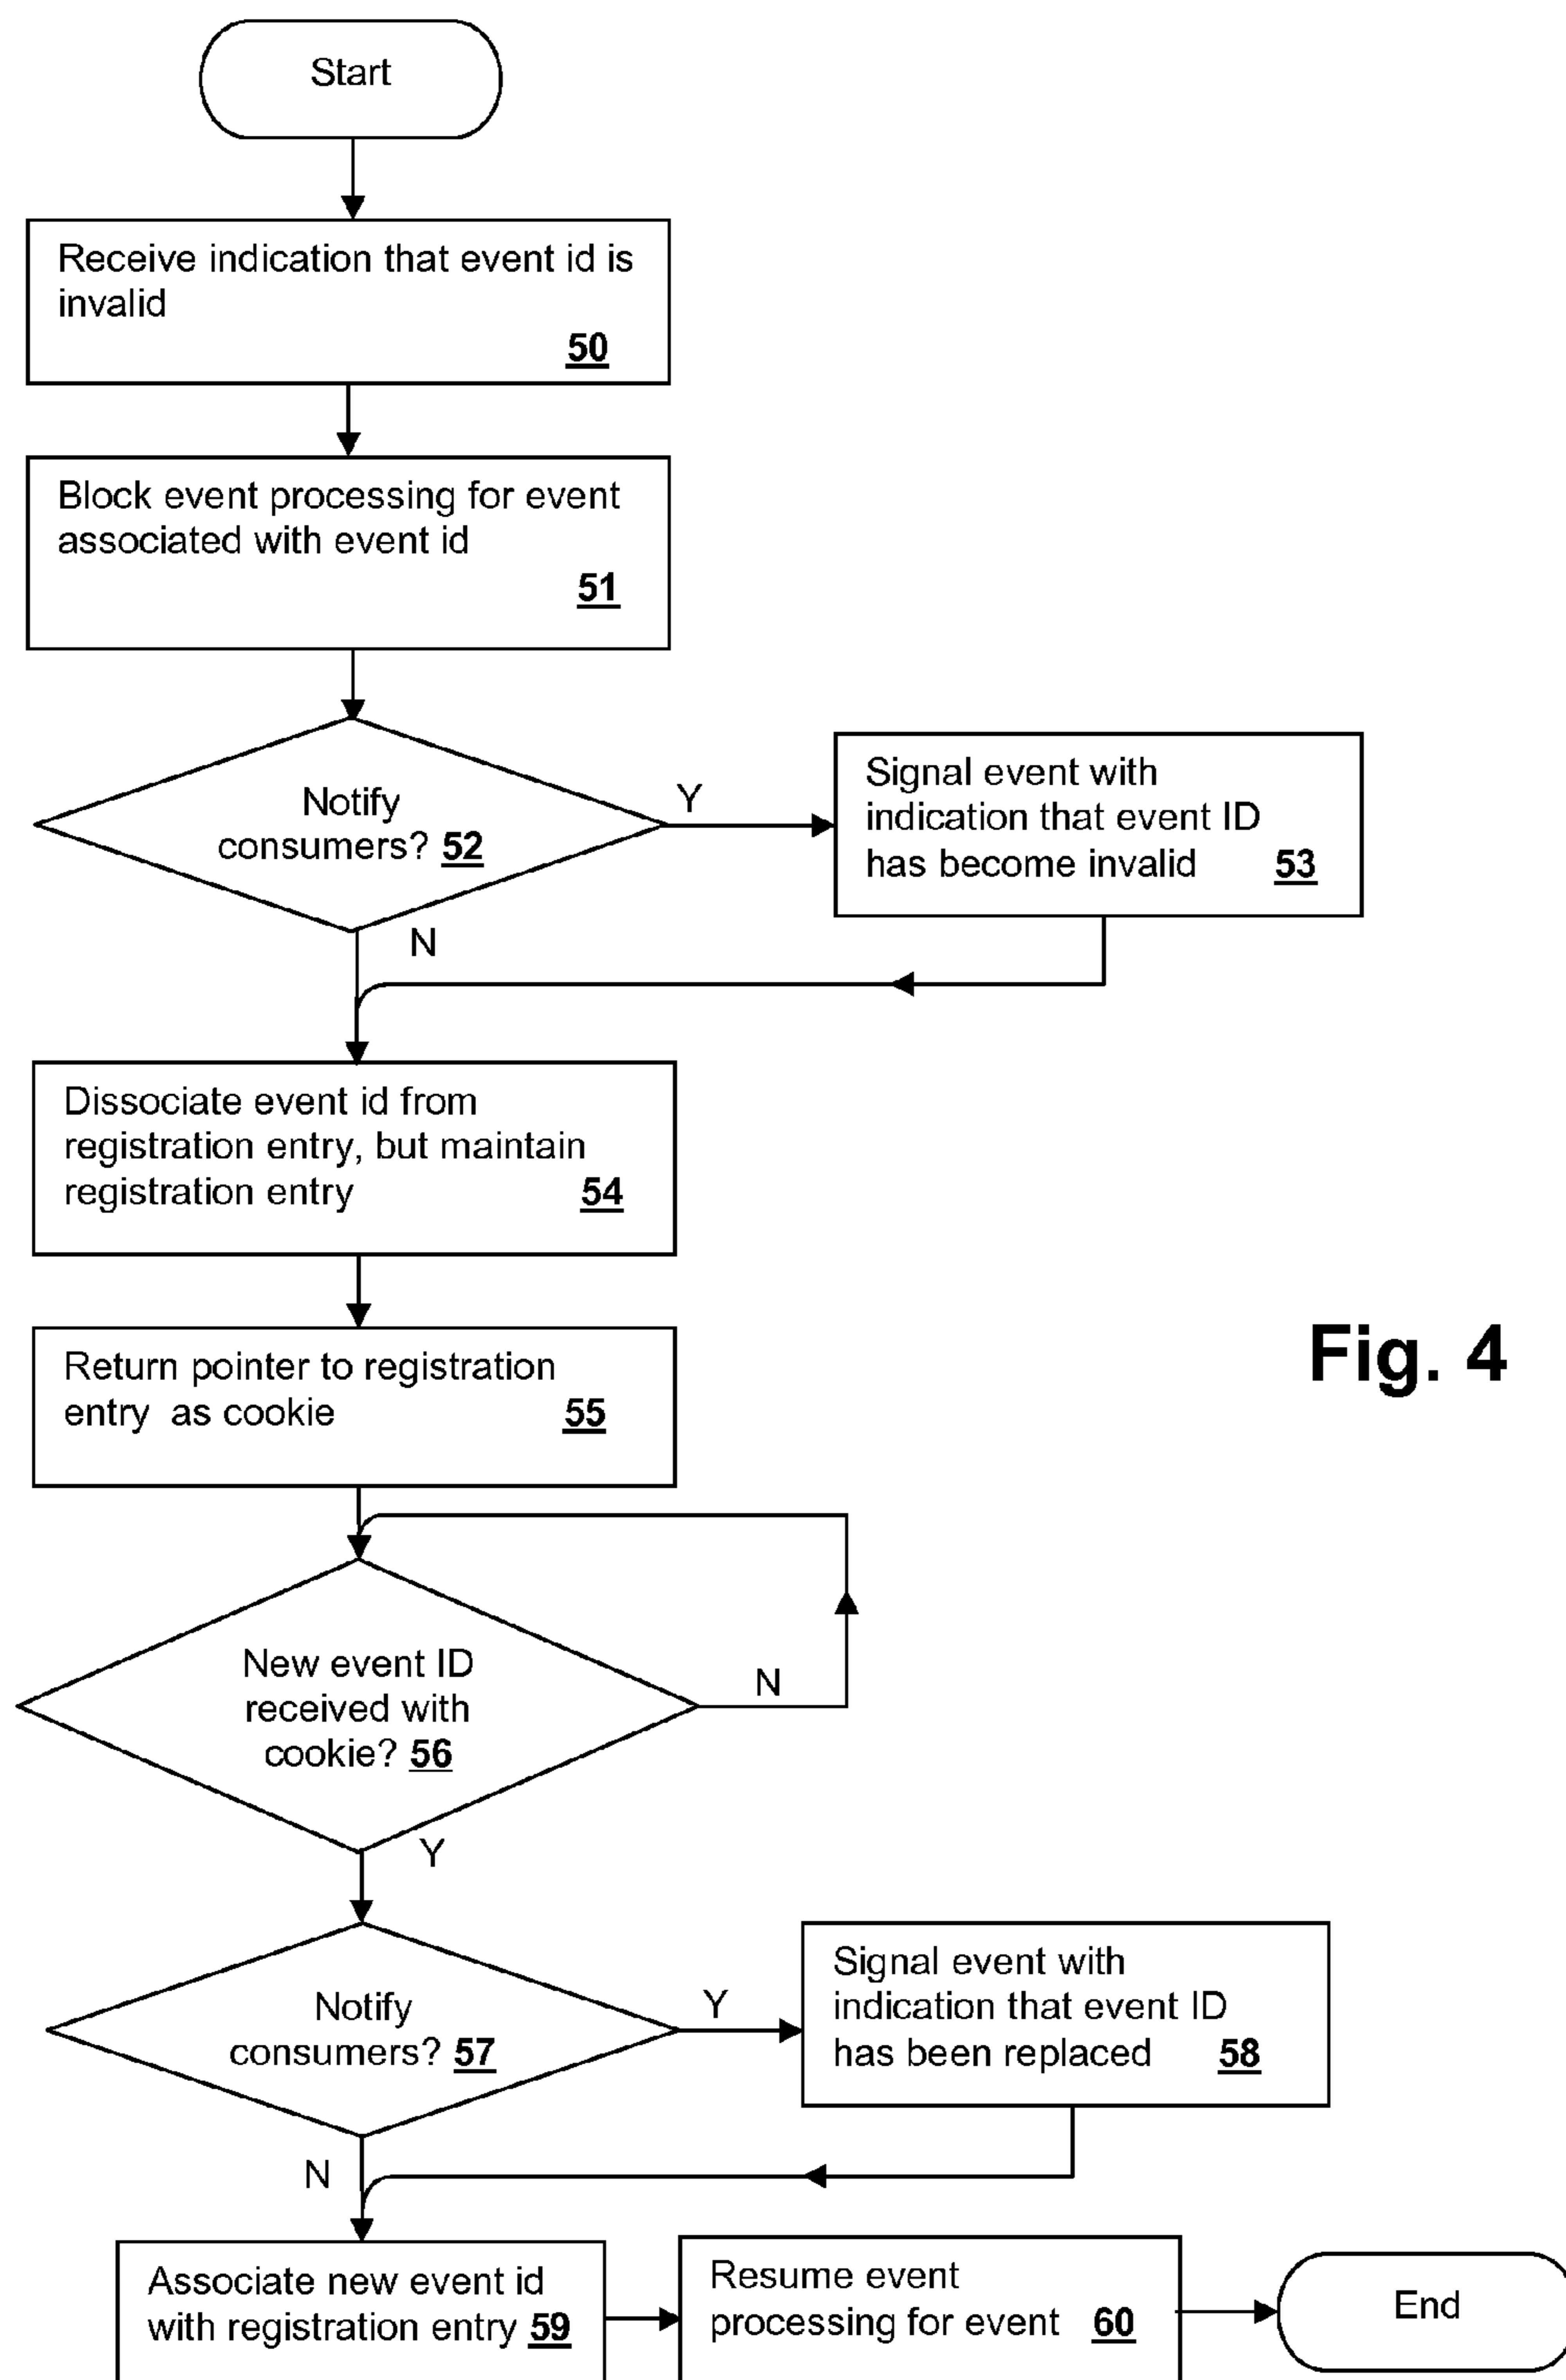 Start
Receive indication that event id is
invalid
50
Block event processing for event
associated with event id
51
Notify
consumers? 52
Y
N
Signal event with
indication that event ID
has become invalid 53
Dissociate event id from
registration entry, but maintain
registration entry 54
Return pointer to registration
entry as cookie 55
Fig. 4
New event ID
received with
cookie? 56
N
Y
Notify
consumers? 57
Y
N
Signal event with
indication that event ID
has been replaced 58
Associate new event id
with registration entry 59
Resume event
processing for event 60
End